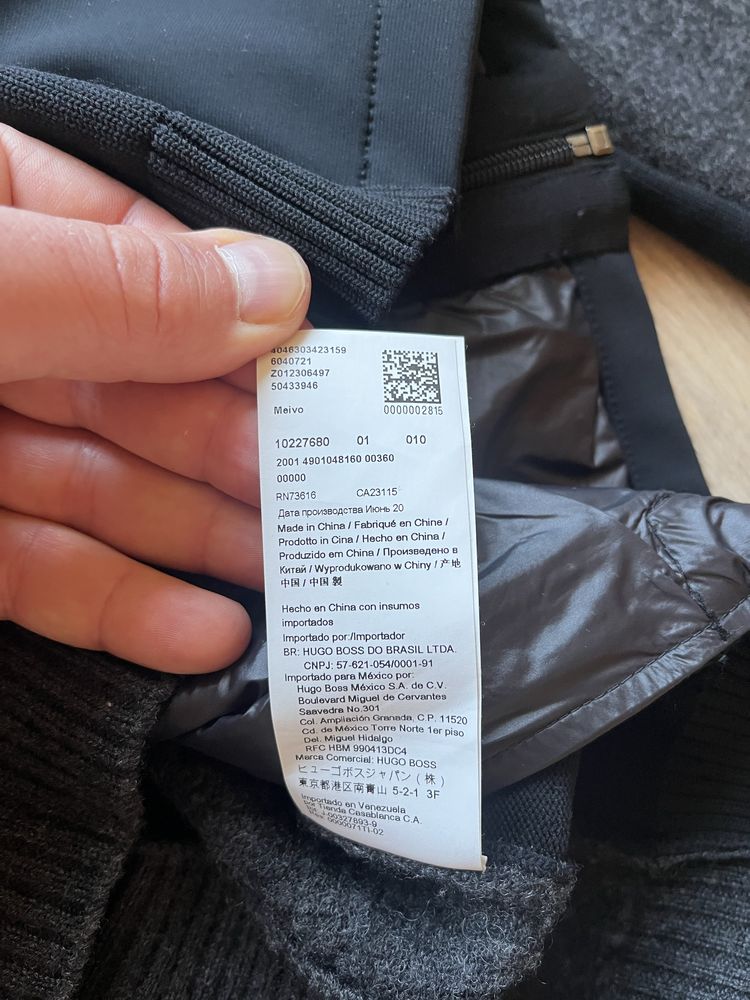 4046303423159
6040721
Z012306497
50433946
0000002815
Meivo
10227680 01 010
2001 4901048160 00360
00000
RN73616 CA23115
Дата производства Июнь 20
Made in China / Fabriqué en Chine /
Prodotto in Cina / Hecho en China /
Produzido em China / Произведено в
Китай / Wyprodukowano w Chiny / 产地
中国 / 中国 製
Hecho en China con insumos
importados
Importado por:/Importador
BR: HUGO BOSS DO BRASIL LTDA.
CNPJ: 57-621-054/0001-91
Importado para México por:
Hugo Boss México S.A. de C.V.
Boulevard Miguel de Cervantes
Saavedra No.301
Col. Ampliación Granada, C.P. 11520
Cd. de México Torre Norte 1er piso
Del. Miguel Hidalgo
RFC HBM 990413DC4
Marca Comercial: HUGO BOSS
ヒューゴボスジャパン（株）
東京都港区南青山 5-2-1 3F
Importado en Venezuela
por Tienda Casablanca C.A.
J-00327693-9